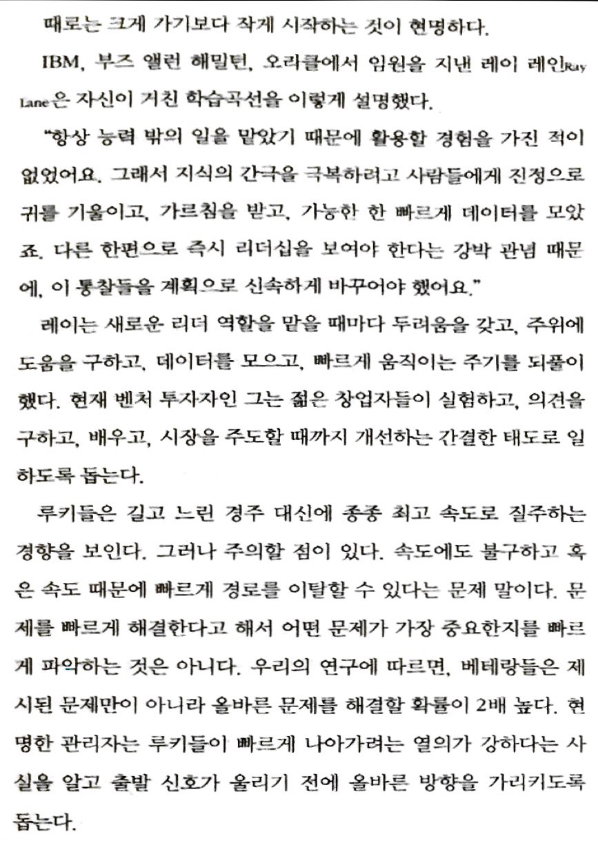 때로는 크게 가기보다 작게 시작하는 것이 현명하다.
IBM, 부즈 앨런 해밀턴, 오라클에서 임원을 지낸 레이 레인Ray
Lane은 자신이 거친 학습곡선을 이렇게 설명했다.
“항상 능력 밖의 일을 맡았기 때문에 활용할 경험을 가진 적이
없었어요. 그래서 지식의 간극을 극복하려고 사람들에게 진정으로
귀를 기울이고, 가르침을 받고, 가능한 한 빠르게 데이터를 모았
죠. 다른 한편으로 즉시 리더십을 보여야 한다는 강박 관념 때문
에, 이 통찰들을 계획으로 신속하게 바꾸어야 했어요.”
레이는 새로운 리더 역할을 맡을 때마다 두려움을 갖고, 주위에
도움을 구하고, 데이터를 모으고, 빠르게 움직이는 주기를 되풀이
했다. 현재 벤처 투자자인 그는 젊은 창업자들이 실험하고, 의견을
구하고, 배우고, 시장을 주도할 때까지 개선하는 간결한 태도로 일
하도록 돕는다.
루키들은 길고 느린 경주 대신에 종종 최고 속도로 질주하는
경향을 보인다. 그러나 주의할 점이 있다. 속도에도 불구하고 혹
은 속도 때문에 빠르게 경로를 이탈할 수 있다는 문제 말이다. 문
제를 빠르게 해결한다고 해서 어떤 문제가 가장 중요한지를 빠르
게 파악하는 것은 아니다. 우리의 연구에 따르면, 베테랑들은 제
시된 문제만이 아니라 올바른 문제를 해결할 확률이 2배 높다. 현
명한 관리자는 루키들이 빠르게 나아가려는 열의가 강하다는 사
실을 알고 출발 신호가 울리기 전에 올바른 방향을 가리키도록
돕는다.